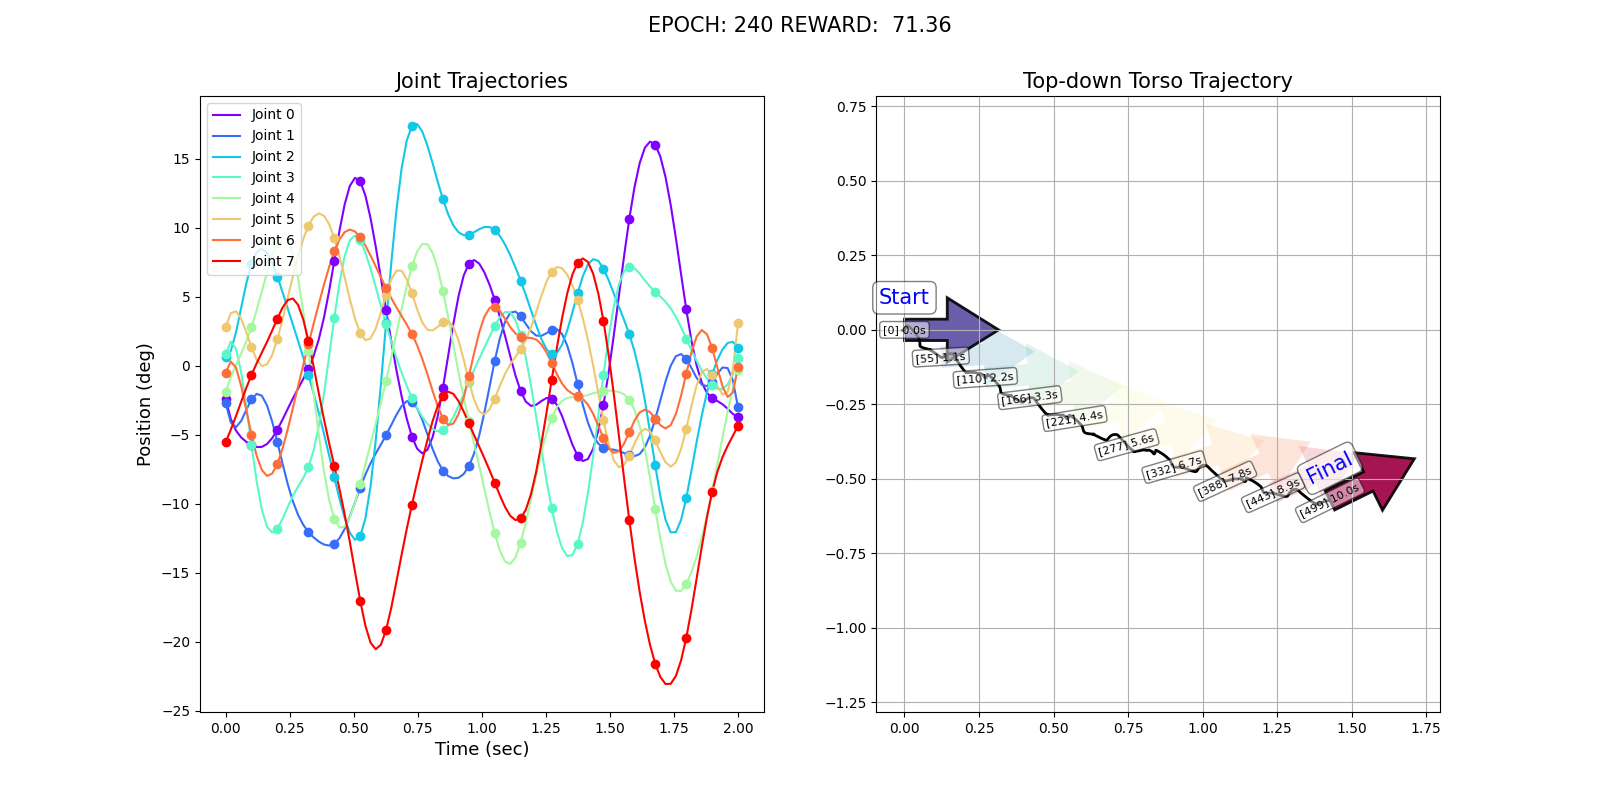 EPOCH: 240 REWARD:  71.36
Joint Trajectories
Joint 0
Joint 1
Joint 2
Joint 3
Joint 4
Joint 5
Joint 6
Joint 7
15
10
5
0
−5
−10
−15
−20
−25
Position (deg)
0.00 0.25 0.50 0.75 1.00 1.25 1.50 1.75 2.00
Time (sec)
Top-down Torso Trajectory
0.75
0.50
0.25
0.00
−0.25
−0.50
−0.75
−1.00
−1.25
Start
[0] 0.0s
[55] 1.1s
[110] 2.2s
[166] 3.3s
[221] 4.4s
[277] 5.6s
[332] 6.7s
[388] 7.8s
[443] 8.9s
Final
[499] 10.0s
0.00 0.25 0.50 0.75 1.00 1.25 1.50 1.75